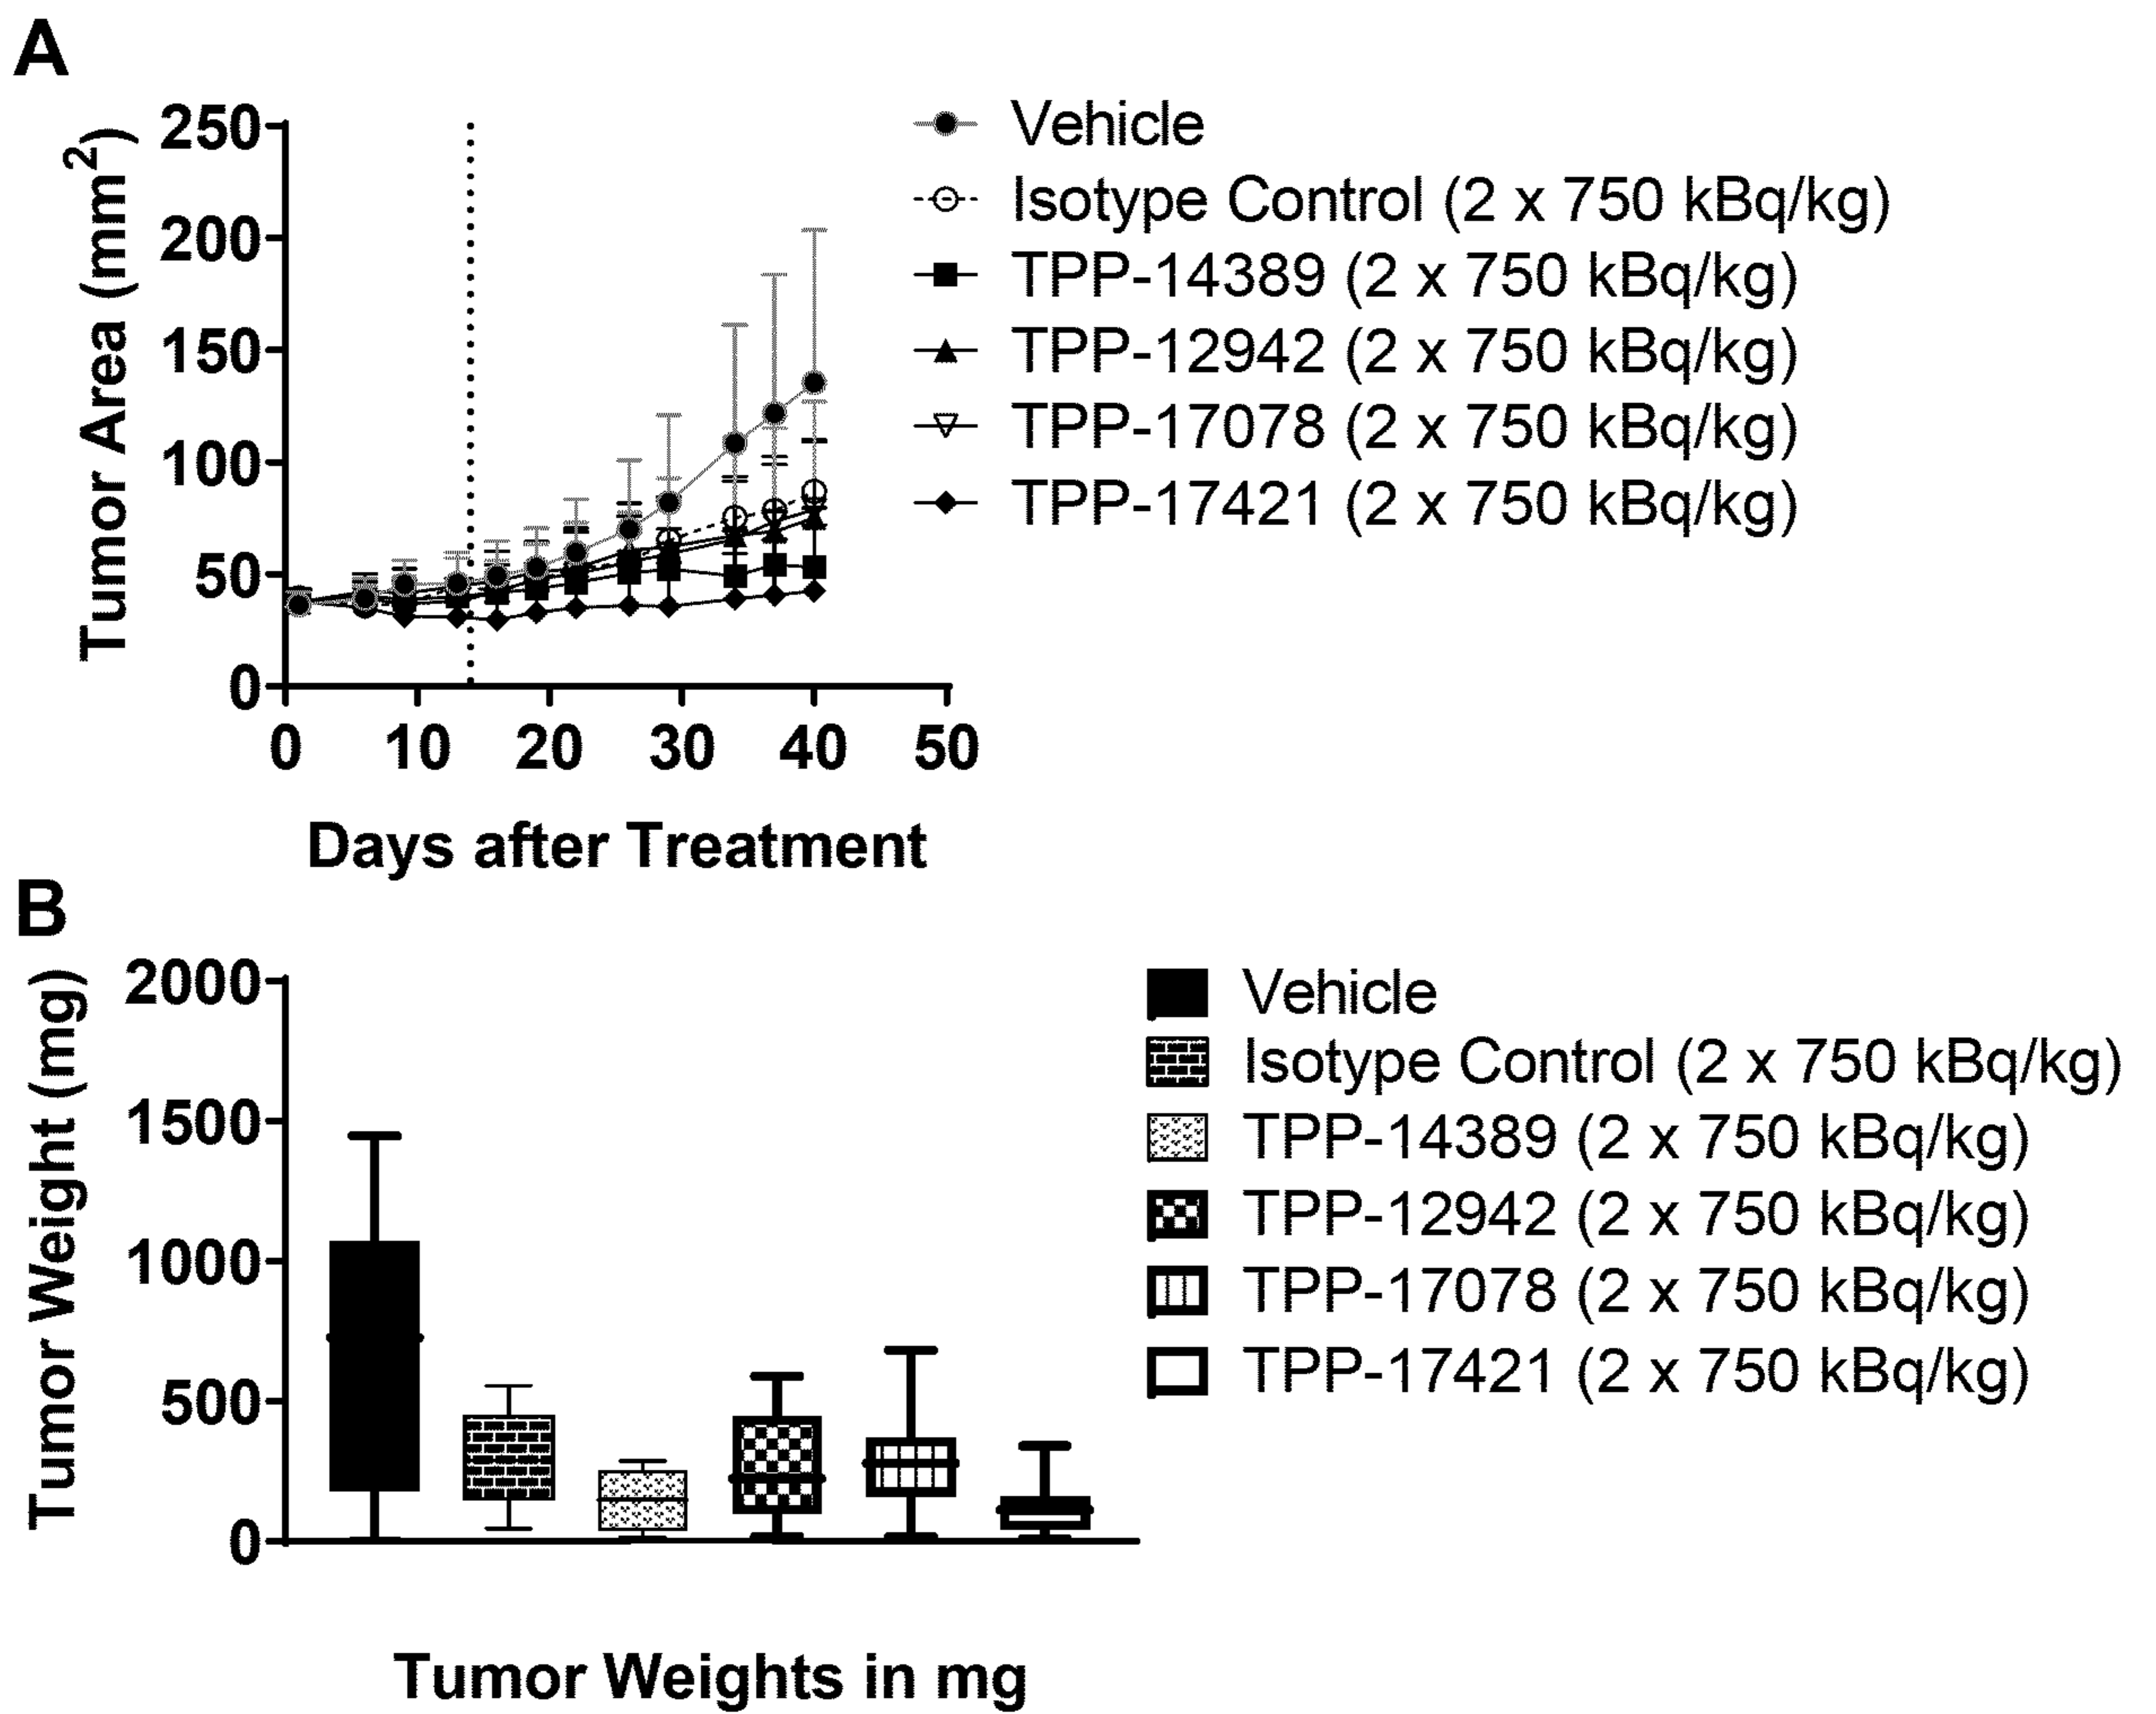 A
Tumor Area (mm²)
250
200
150
100
50
0
0 10 20 30 40 50
Days after Treatment
Vehicle
Isotype Control (2 x 750 kBq/kg)
TPP-14389 (2 x 750 kBq/kg)
TPP-12942 (2 x 750 kBq/kg)
TPP-17078 (2 x 750 kBq/kg)
TPP-17421 (2 x 750 kBq/kg)
B
Tumor Weight (mg)
2000
1500
1000
500
0
Tumor Weights in mg
Vehicle
Isotype Control (2 x 750 kBq/kg)
TPP-14389 (2 x 750 kBq/kg)
TPP-12942 (2 x 750 kBq/kg)
TPP-17078 (2 x 750 kBq/kg)
TPP-17421 (2 x 750 kBq/kg)